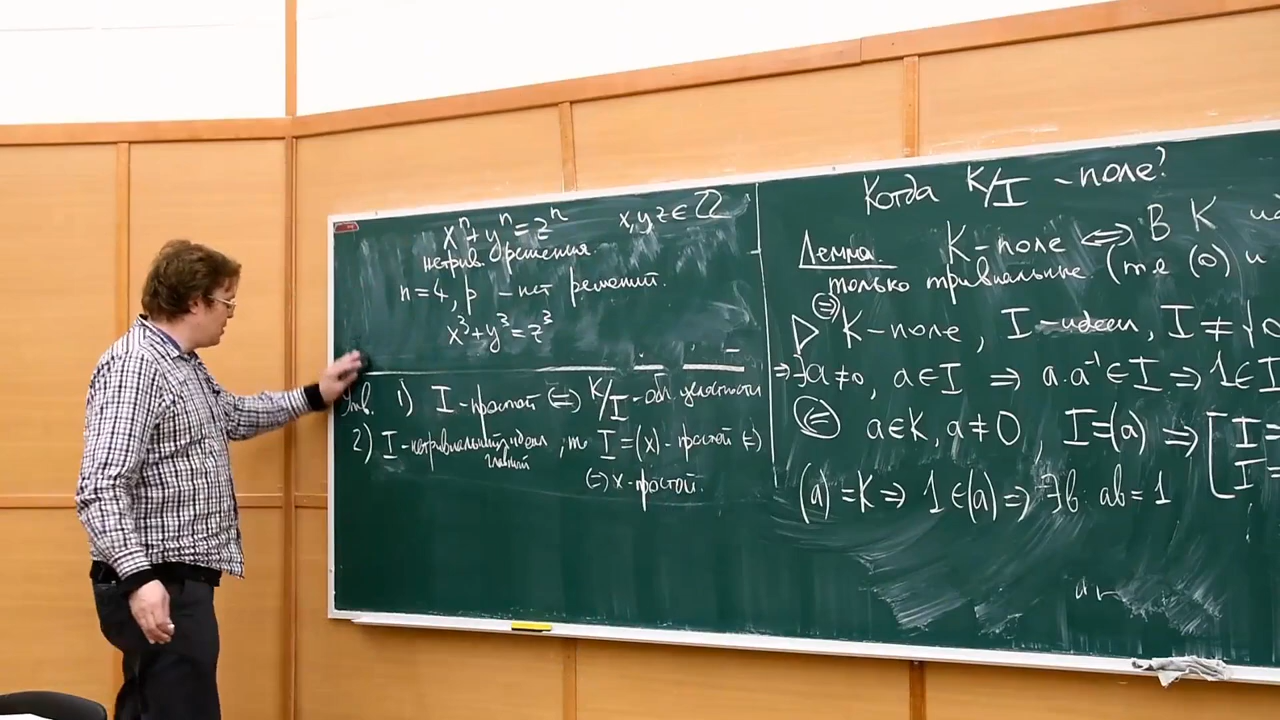 xⁿ + yⁿ = zⁿ x, y, z ∈ ℤ
нетрив. решения.
n = 4, p – нет решений.
x³ + y³ = z³
Утв. 1) I - простой ⇔ K/I - обл. целостности
2) I - нетривиальный идеал, то I = (x) - простой ⇔
главный
⇔ x - простой.
Когда K/I - поле?
Лемма. K - поле ⇔ В K
только тривиальные (т.е. (0) и
⇒
▷ K - поле, I - идеал, I ≠ {0
⇒ ∃ a ≠ 0, a ∈ I ⇒ a·a⁻¹ ∈ I ⇒ 1 ∈ I
⇐ a ∈ K, a ≠ 0, I = (a) ⇒ [ I =
I =
(a) = K ⇒ 1 ∈ (a) ⇒ ∃ b: ab = 1